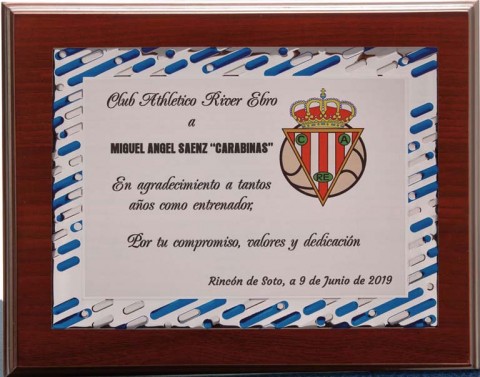 Club Athletico River Ebro
a
MIGUEL ANGEL SAENZ "CARABINAS"
C A
RE
En agradecimiento a tantos
años como entrenador,
Por tu compromiso, valores y dedicación
Rincón de Soto, a 9 de Junio de 2019